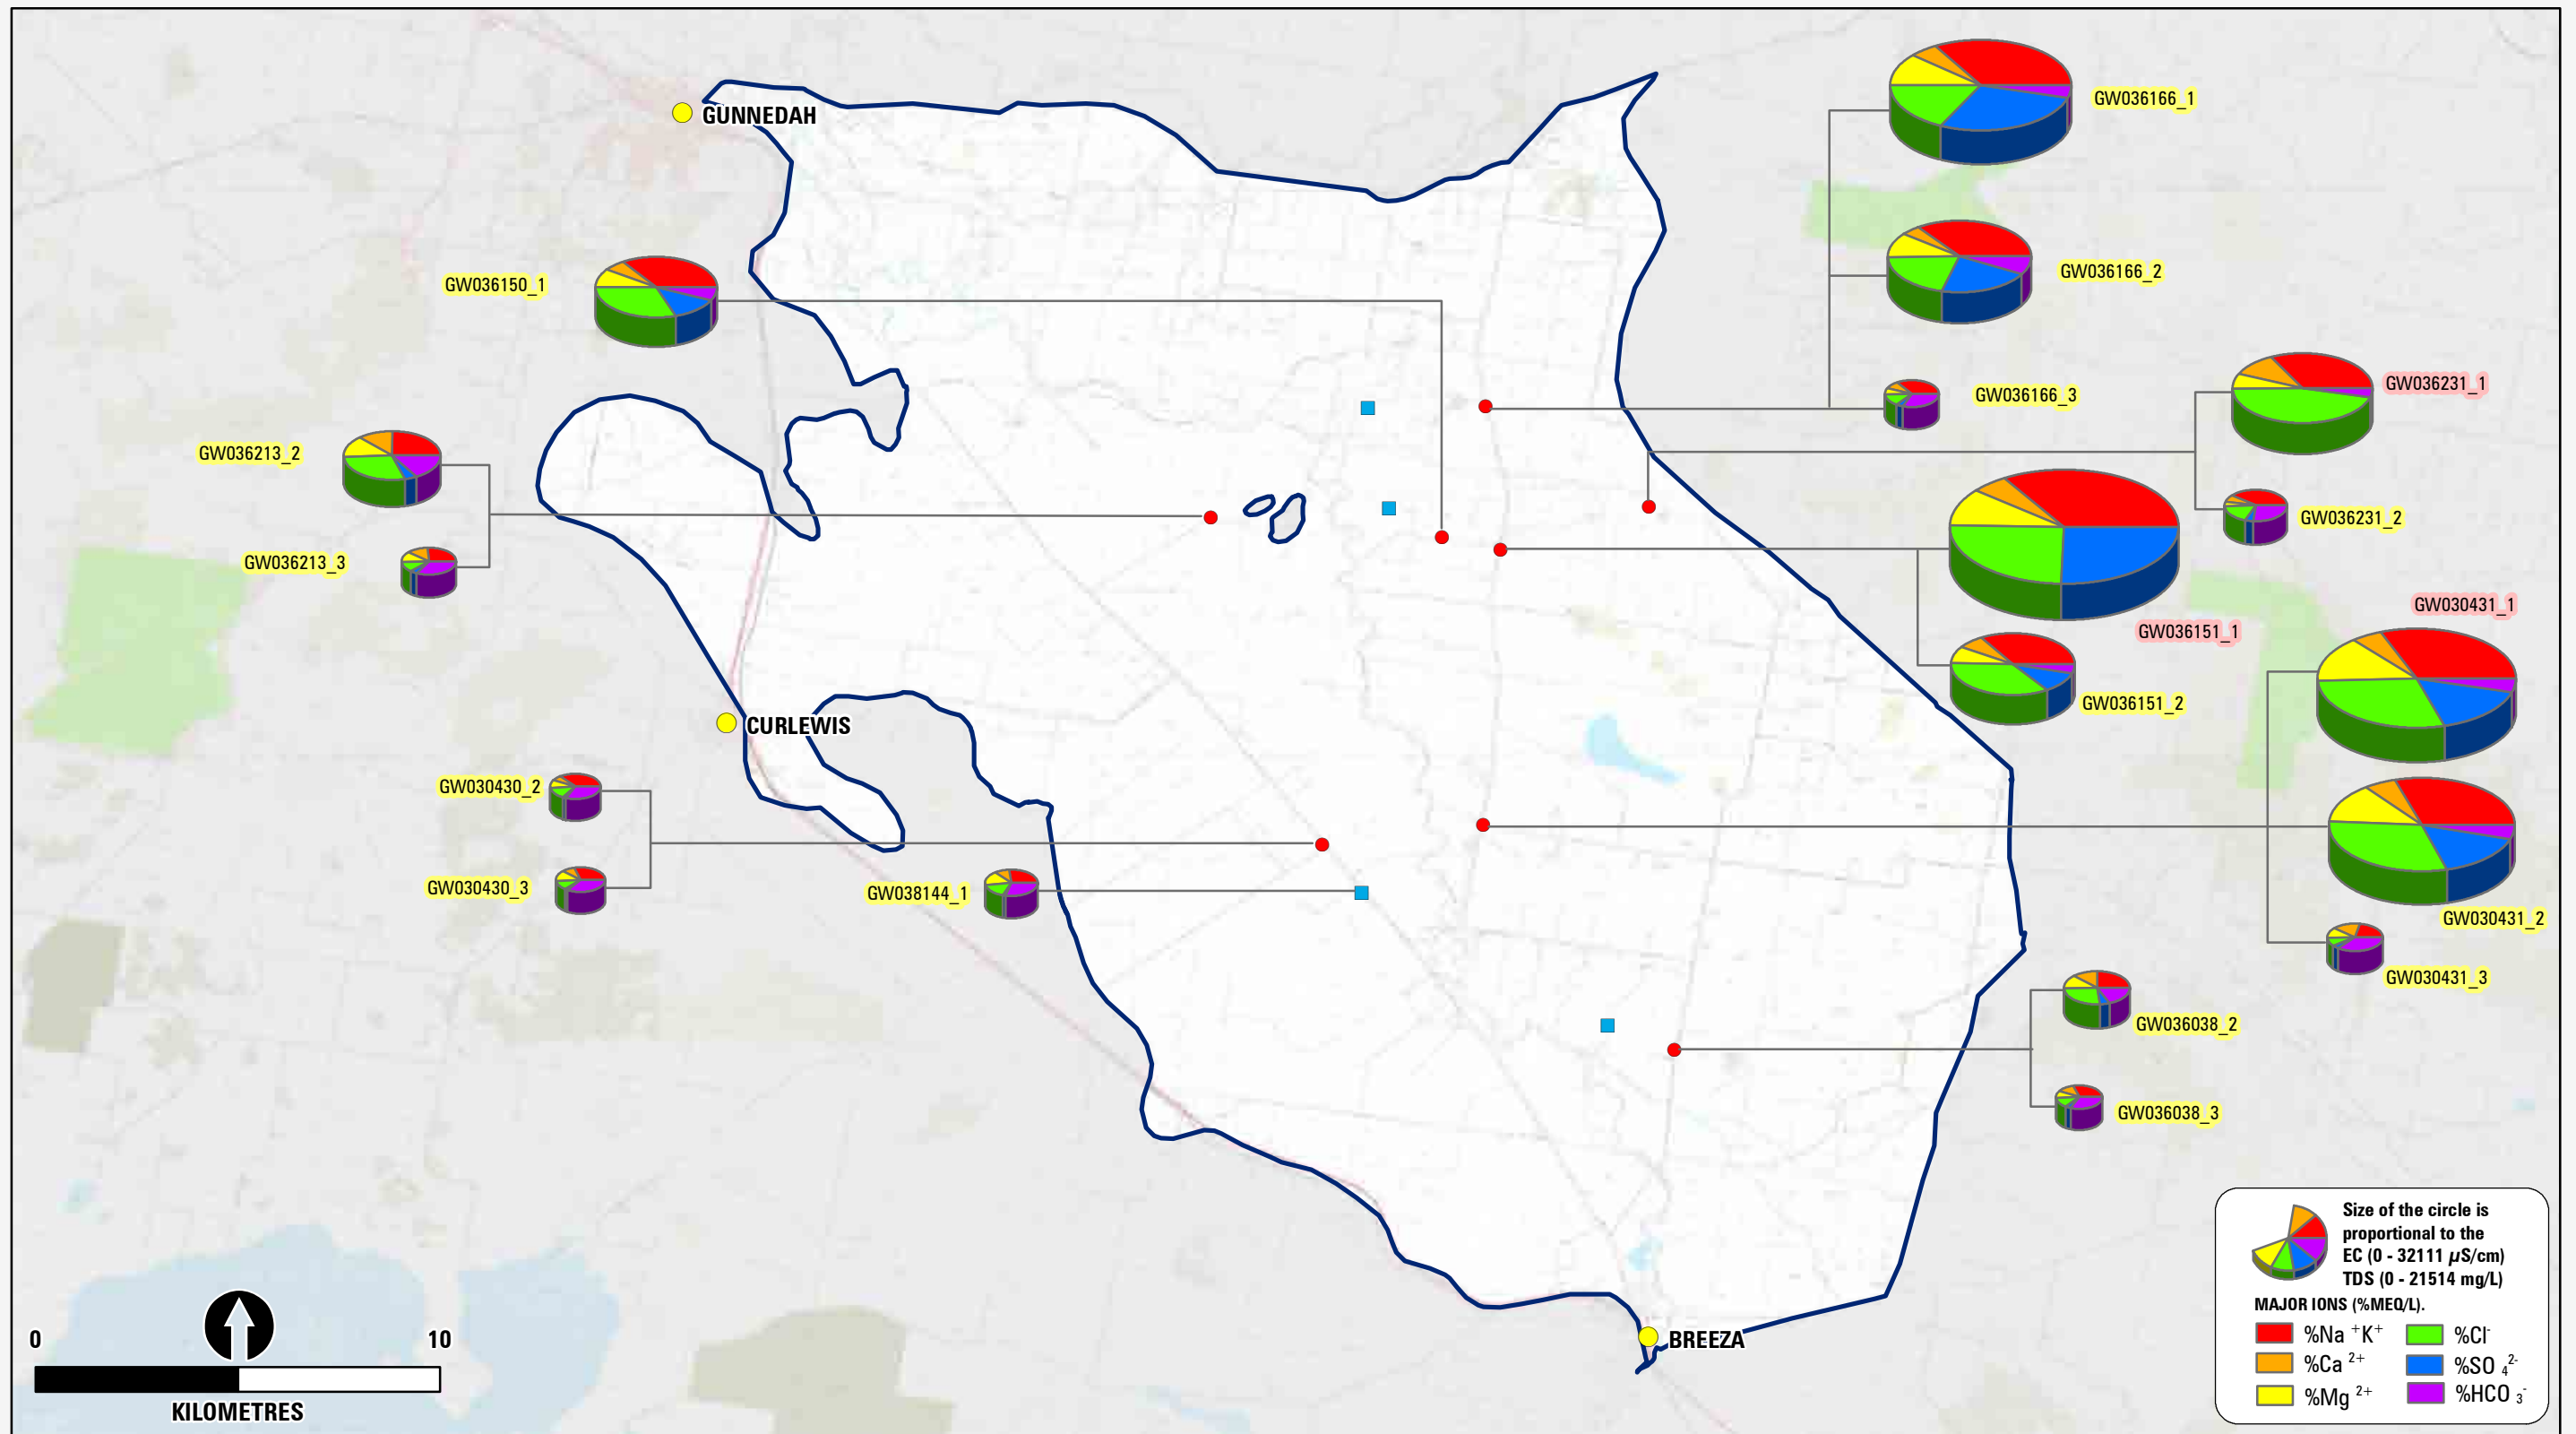 GUNNEDAH
GW036166_1
GW036166_2
GW036150_1
GW036166_3
GW036231_1
GW036213_2
GW036231_2
GW036213_3
GW030431_1
GW036151_1
GW036151_2
CURLEWIS
GW030430_2
GW030430_3
GW038144_1
GW030431_2
GW030431_3
GW036038_2
GW036038_3
BREEZA
0 10
KILOMETRES
Size of the circle is
proportional to the
EC (0 - 32111 µS/cm)
TDS (0 - 21514 mg/L)
MAJOR IONS (%MEQ/L).
%Na ⁺K⁺ %Cl⁻
%Ca ²⁺ %SO ₄²⁻
%Mg ²⁺ %HCO ₃⁻